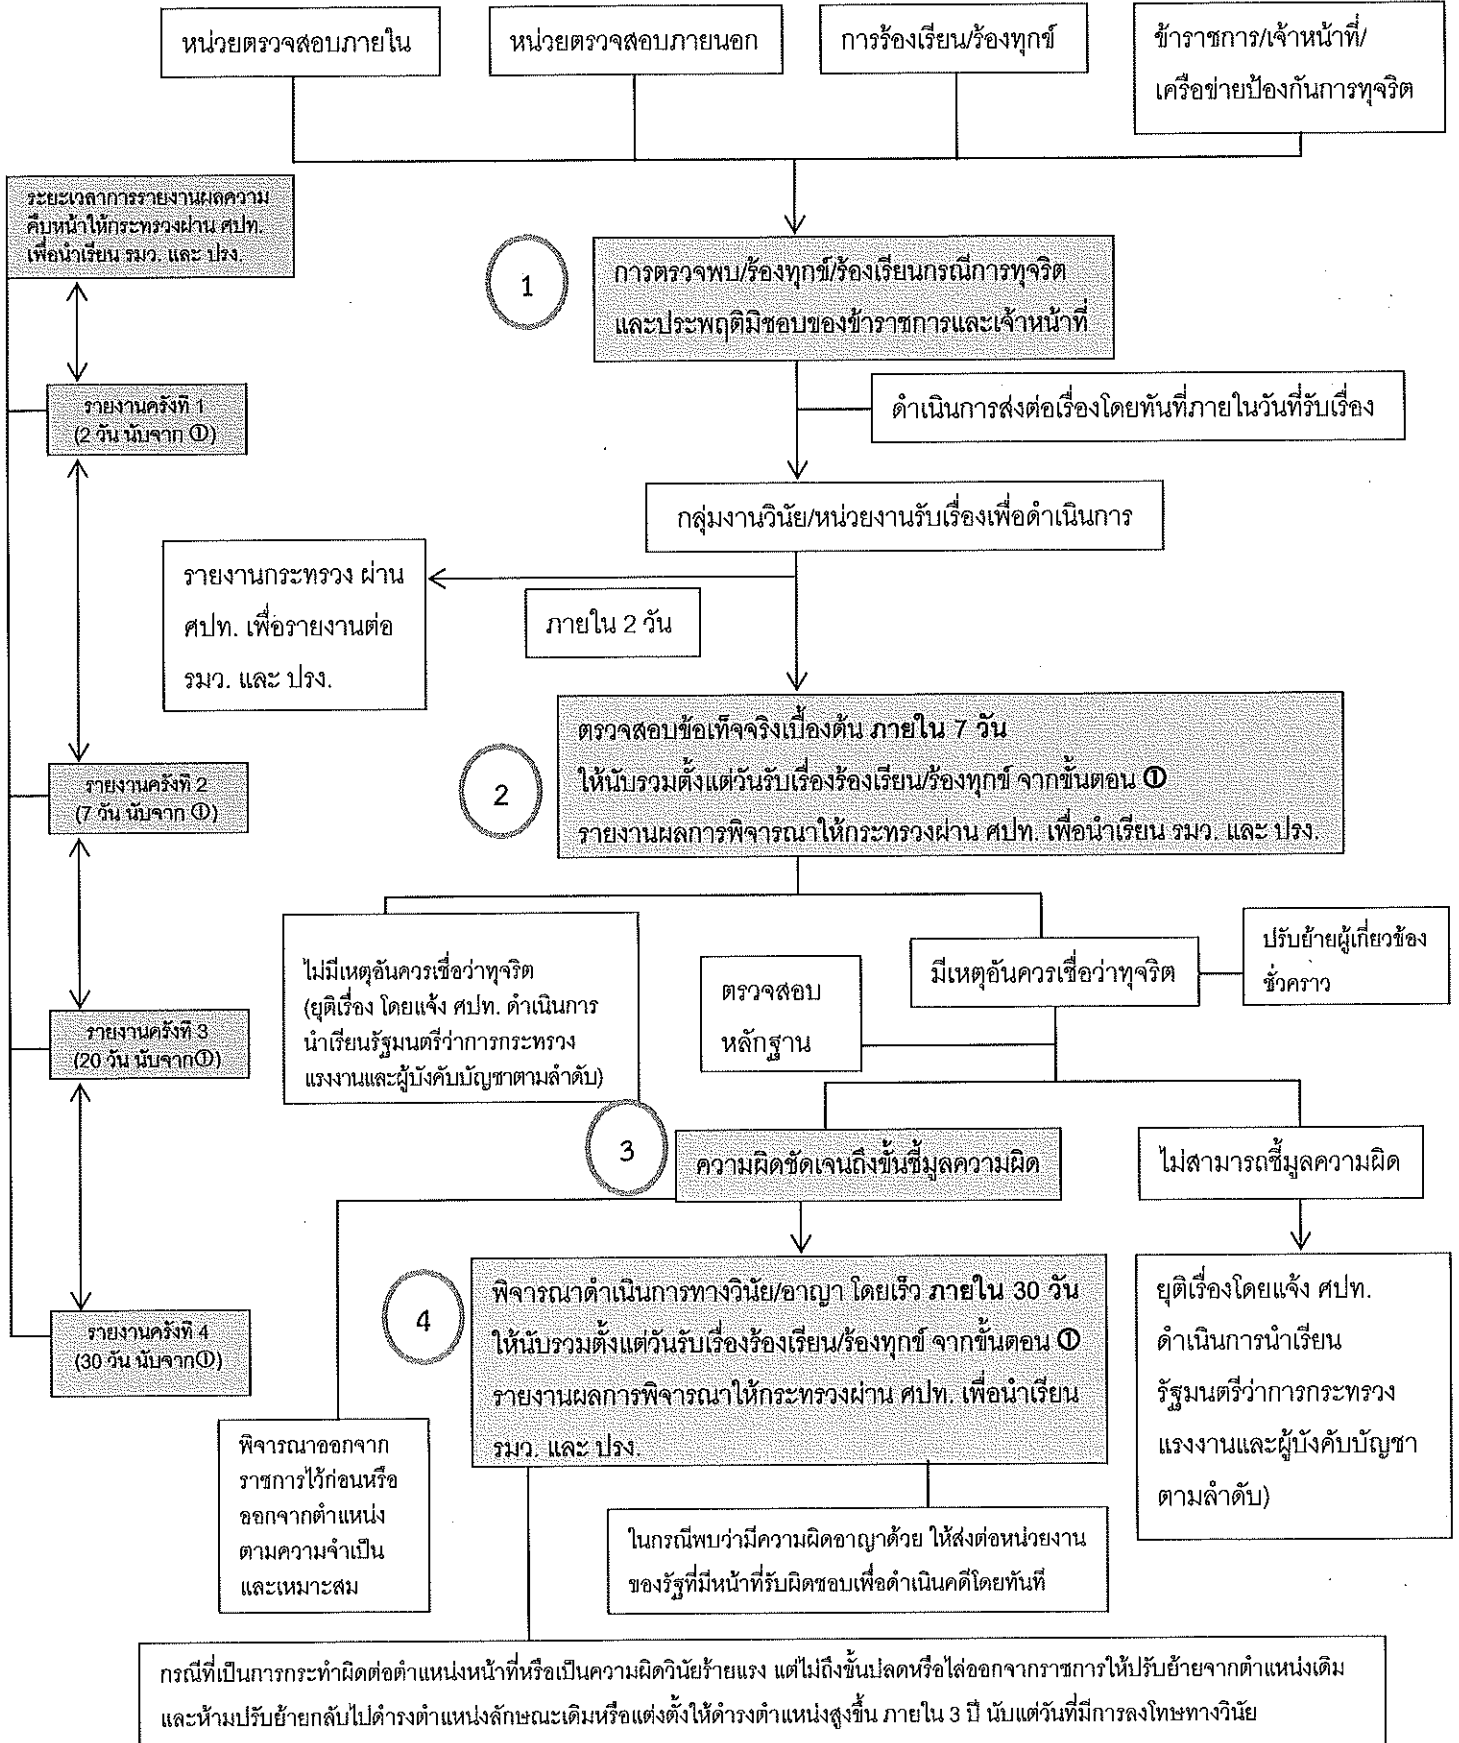 หน่วยตรวจสอบภายใน
หน่วยตรวจสอบภายนอก
การร้องเรียน/ร้องทุกข์
ข้าราชการ/เจ้าหน้าที่/
เครือข่ายป้องกันการทุจริต
ระยะเวลาการรายงานผลความ
คืบหน้าให้กระทรวงผ่าน ศปท.
เพื่อนำเรียน รมว. และ ปรง.
1
การตรวจพบ/ร้องทุกข์/ร้องเรียนกรณีการทุจริต
และประพฤติมิชอบของข้าราชการและเจ้าหน้าที่
รายงานครั้งที่ 1
(2 วัน นับจาก ①)
ดำเนินการส่งต่อเรื่องโดยทันทีภายในวันที่รับเรื่อง
กลุ่มงานวินัย/หน่วยงานรับเรื่องเพื่อดำเนินการ
รายงานกระทรวง ผ่าน
ศปท. เพื่อรายงานต่อ
รมว. และ ปรง.
ภายใน 2 วัน
2
ตรวจสอบข้อเท็จจริงเบื้องต้น ภายใน 7 วัน
ให้นับรวมตั้งแต่วันรับเรื่องร้องเรียน/ร้องทุกข์ จากขั้นตอน ①
รายงานผลการพิจารณาให้กระทรวงผ่าน ศปท. เพื่อนำเรียน รมว. และ ปรง.
รายงานครั้งที่ 2
(7 วัน นับจาก ①)
ไม่มีเหตุอันควรเชื่อว่าทุจริต
(ยุติเรื่อง โดยแจ้ง ศปท. ดำเนินการ
นำเรียนรัฐมนตรีว่าการกระทรวง
แรงงานและผู้บังคับบัญชาตามลำดับ)
ตรวจสอบ
หลักฐาน
มีเหตุอันควรเชื่อว่าทุจริต
ปรับย้ายผู้เกี่ยวข้อง
ชั่วคราว
รายงานครั้งที่ 3
(20 วัน นับจาก①)
3
ความผิดชัดเจนถึงขั้นชี้มูลความผิด
ไม่สามารถชี้มูลความผิด
4
พิจารณาดำเนินการทางวินัย/อาญา โดยเร็ว ภายใน 30 วัน
ให้นับรวมตั้งแต่วันรับเรื่องร้องเรียน/ร้องทุกข์ จากขั้นตอน ①
รายงานผลการพิจารณาให้กระทรวงผ่าน ศปท. เพื่อนำเรียน
รมว. และ ปรง.
ยุติเรื่องโดยแจ้ง ศปท.
ดำเนินการนำเรียน
รัฐมนตรีว่าการกระทรวง
แรงงานและผู้บังคับบัญชา
ตามลำดับ)
รายงานครั้งที่ 4
(30 วัน นับจาก①)
พิจารณาออกจาก
ราชการไว้ก่อนหรือ
ออกจากตำแหน่ง
ตามความจำเป็น
และเหมาะสม
ในกรณีพบว่ามีความผิดอาญาด้วย ให้ส่งต่อหน่วยงาน
ของรัฐที่มีหน้าที่รับผิดชอบเพื่อดำเนินคดีโดยทันที
กรณีที่เป็นการกระทำผิดต่อตำแหน่งหน้าที่หรือเป็นความผิดวินัยร้ายแรง แต่ไม่ถึงขั้นปลดหรือไล่ออกจากราชการให้ปรับย้ายจากตำแหน่งเดิม
และห้ามปรับย้ายกลับไปดำรงตำแหน่งลักษณะเดิมหรือแต่งตั้งให้ดำรงตำแหน่งสูงขึ้น ภายใน 3 ปี นับแต่วันที่มีการลงโทษทางวินัย